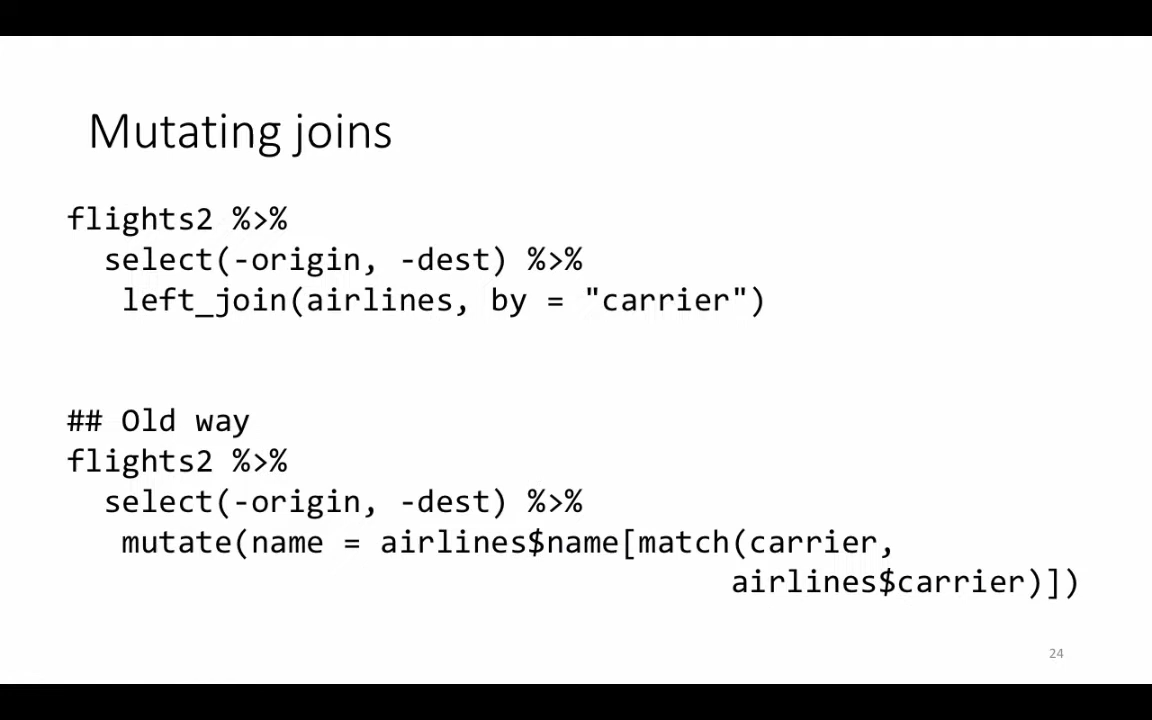 Mutating joins
flights2 %>%
select(-origin, -dest) %>%
left_join(airlines, by = "carrier")
## Old way
flights2 %>%
select(-origin, -dest) %>%
mutate(name = airlines$name[match(carrier,
airlines$carrier)])
24